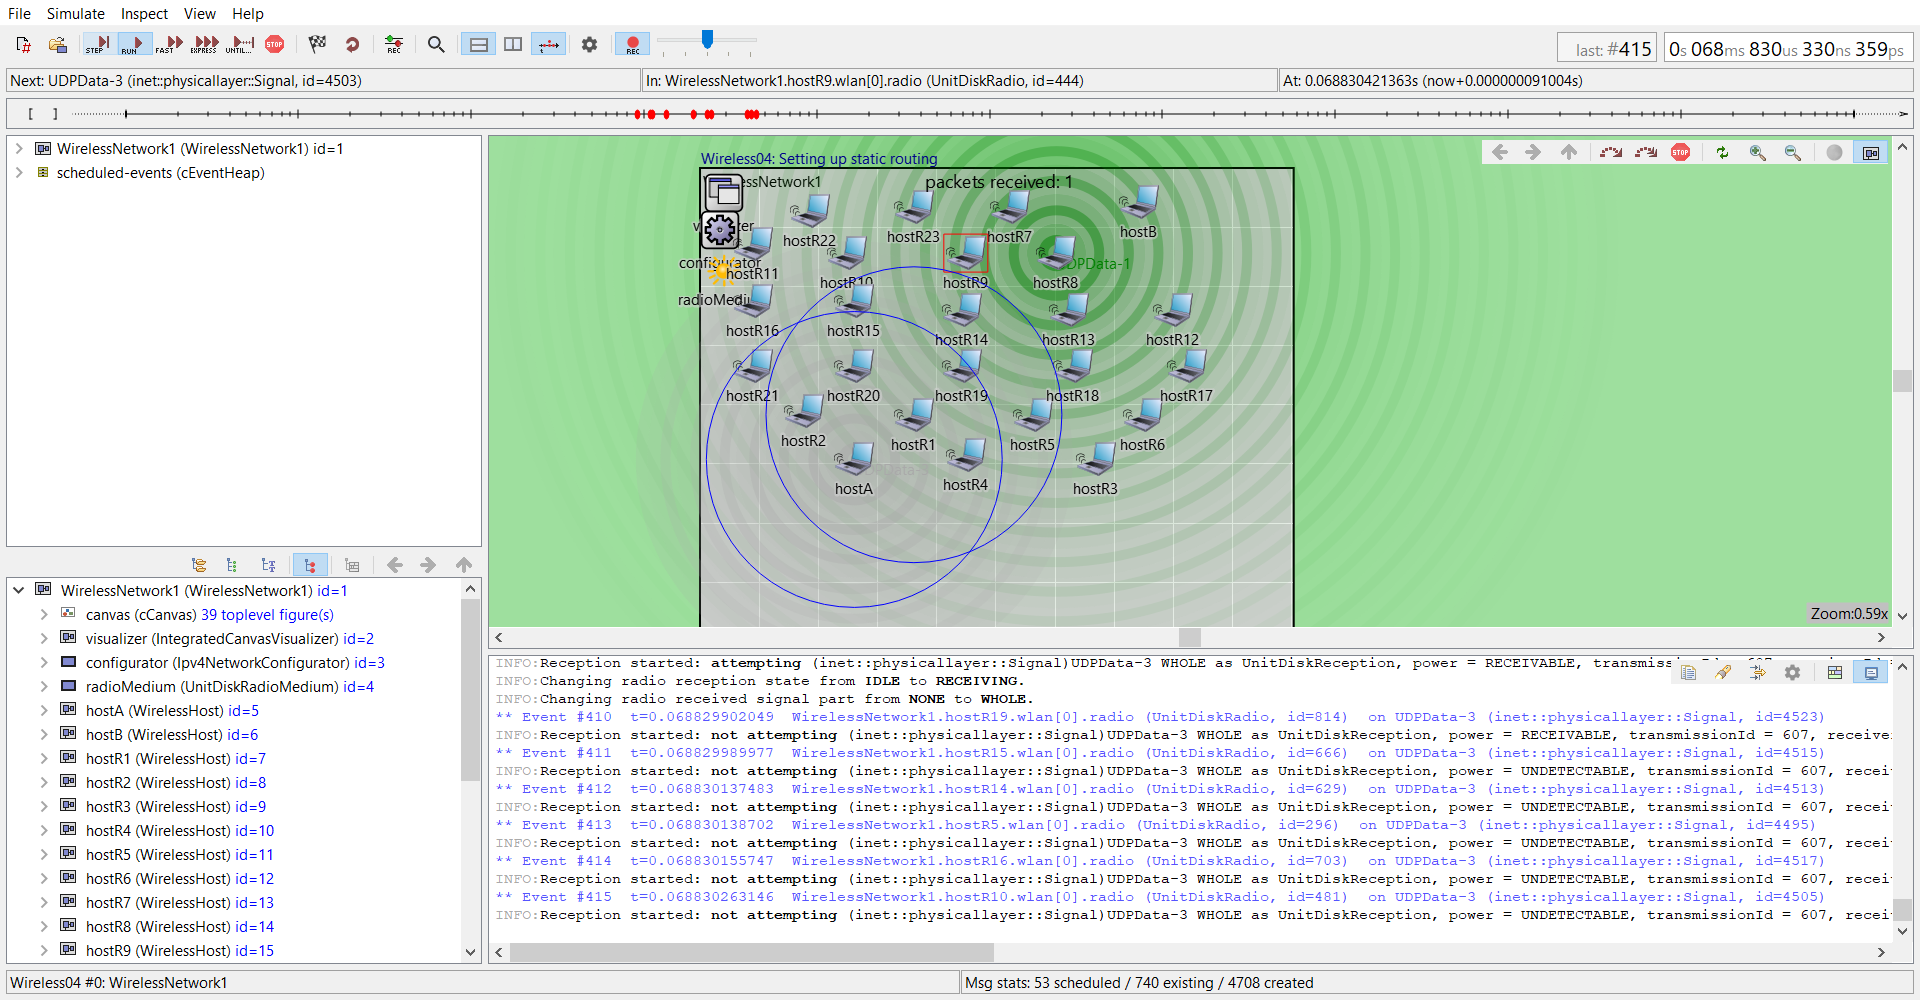 File Simulate Inspect View Help
STEP RUN FAST EXPRESS UNTIL... STOP REC REC
last: #415 0s 068ms 830us 330ns 359ps
Next: UDPData-3 (inet::physicallayer::Signal, id=4503) In: WirelessNetwork1.hostR9.wlan[0].radio (UnitDiskRadio, id=444) At: 0.068830421363s (now+0.000000091004s)
[ ]
WirelessNetwork1 (WirelessNetwork1) id=1
scheduled-events (cEventHeap)
WirelessNetwork1 (WirelessNetwork1) id=1
canvas (cCanvas) 39 toplevel figure(s)
visualizer (IntegratedCanvasVisualizer) id=2
configurator (Ipv4NetworkConfigurator) id=3
radioMedium (UnitDiskRadioMedium) id=4
hostA (WirelessHost) id=5
hostB (WirelessHost) id=6
hostR1 (WirelessHost) id=7
hostR2 (WirelessHost) id=8
hostR3 (WirelessHost) id=9
hostR4 (WirelessHost) id=10
hostR5 (WirelessHost) id=11
hostR6 (WirelessHost) id=12
hostR7 (WirelessHost) id=13
hostR8 (WirelessHost) id=14
hostR9 (WirelessHost) id=15
Wireless04: Setting up static routing
STOP
packets received: 1
hostR22 hostR23 hostR7 hostB
configurator hostR11 hostR10 hostR9 hostR8 UDPData-1
hostR16 hostR15 hostR14 hostR13 hostR12
hostR21 hostR20 hostR19 hostR18 hostR17
hostR2 hostR1 hostR5 hostR6
hostA hostR4 hostR3
Zoom:0.59x
INFO:Reception started: attempting (inet::physicallayer::Signal)UDPData-3 WHOLE as UnitDiskReception, power = RECEIVABLE,
INFO:Changing radio reception state from IDLE to RECEIVING.
INFO:Changing radio received signal part from NONE to WHOLE.
** Event #410 t=0.068829902049 WirelessNetwork1.hostR19.wlan[0].radio (UnitDiskRadio, id=814) on UDPData-3 (inet::physicallayer::Signal, id=4523)
INFO:Reception started: not attempting (inet::physicallayer::Signal)UDPData-3 WHOLE as UnitDiskReception, power = RECEIVABLE, transmissionId = 607, receive
** Event #411 t=0.068829989977 WirelessNetwork1.hostR15.wlan[0].radio (UnitDiskRadio, id=666) on UDPData-3 (inet::physicallayer::Signal, id=4515)
INFO:Reception started: not attempting (inet::physicallayer::Signal)UDPData-3 WHOLE as UnitDiskReception, power = UNDETECTABLE, transmissionId = 607, recei
** Event #412 t=0.068830137483 WirelessNetwork1.hostR14.wlan[0].radio (UnitDiskRadio, id=629) on UDPData-3 (inet::physicallayer::Signal, id=4513)
INFO:Reception started: not attempting (inet::physicallayer::Signal)UDPData-3 WHOLE as UnitDiskReception, power = UNDETECTABLE, transmissionId = 607, recei
** Event #413 t=0.068830138702 WirelessNetwork1.hostR5.wlan[0].radio (UnitDiskRadio, id=296) on UDPData-3 (inet::physicallayer::Signal, id=4495)
INFO:Reception started: not attempting (inet::physicallayer::Signal)UDPData-3 WHOLE as UnitDiskReception, power = UNDETECTABLE, transmissionId = 607, recei
** Event #414 t=0.068830155747 WirelessNetwork1.hostR16.wlan[0].radio (UnitDiskRadio, id=703) on UDPData-3 (inet::physicallayer::Signal, id=4517)
INFO:Reception started: not attempting (inet::physicallayer::Signal)UDPData-3 WHOLE as UnitDiskReception, power = UNDETECTABLE, transmissionId = 607, recei
** Event #415 t=0.068830263146 WirelessNetwork1.hostR10.wlan[0].radio (UnitDiskRadio, id=481) on UDPData-3 (inet::physicallayer::Signal, id=4505)
INFO:Reception started: not attempting (inet::physicallayer::Signal)UDPData-3 WHOLE as UnitDiskReception, power = UNDETECTABLE, transmissionId = 607, recei
Wireless04 #0: WirelessNetwork1 Msg stats: 53 scheduled / 740 existing / 4708 created